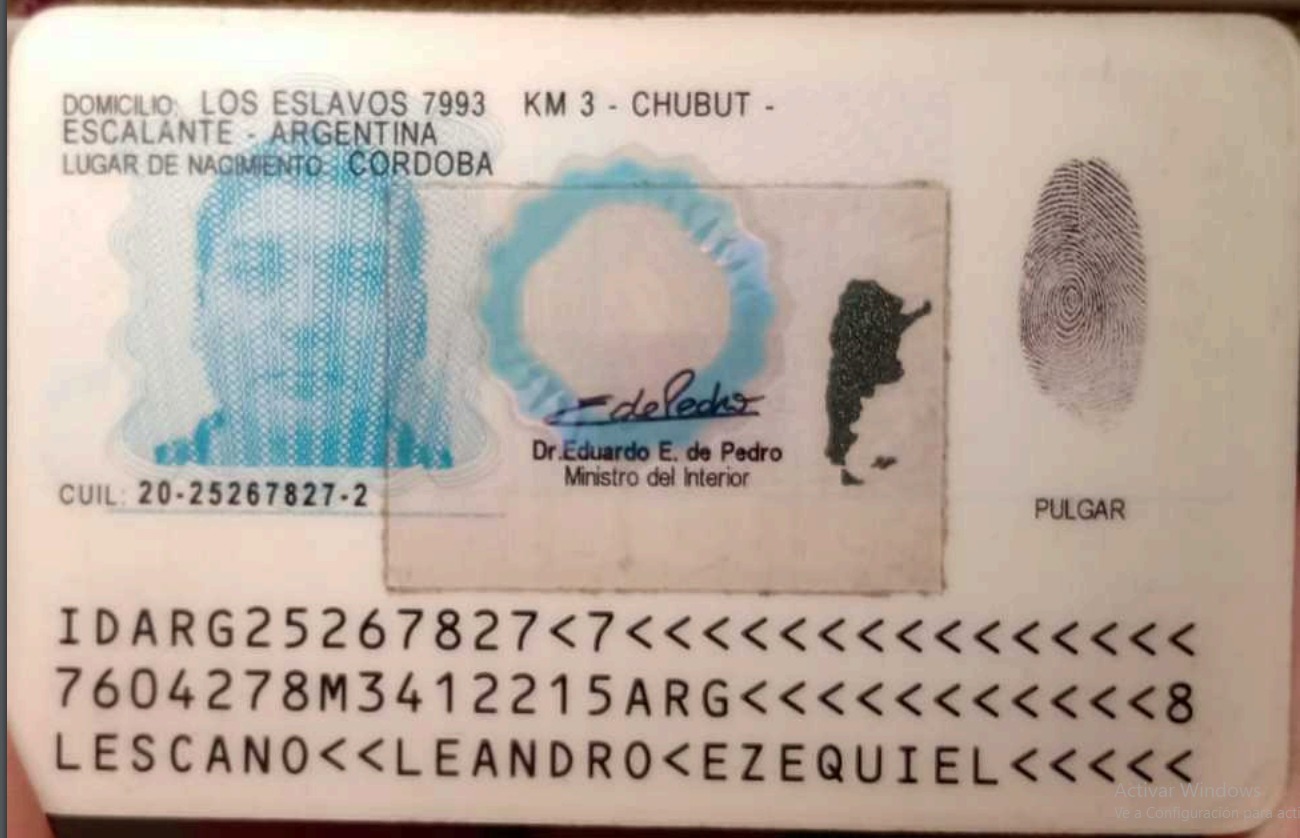 DOMICILIO: LOS ESLAVOS 7993 KM 3 - CHUBUT -
ESCALANTE - ARGENTINA
LUGAR DE NACIMIENTO: CORDOBA
de Pedro
Dr.Eduardo E. de Pedro
Ministro del Interior
CUIL: 20-25267827-2
PULGAR
IDARG25267827<7<<<<<<<<<<<<<<<
7604278M3412215ARG<<<<<<<<<<<8
LESCANO<<LEANDRO<EZEQUIEL<<<<<
Activar Windows
Ve a Configuración para acti